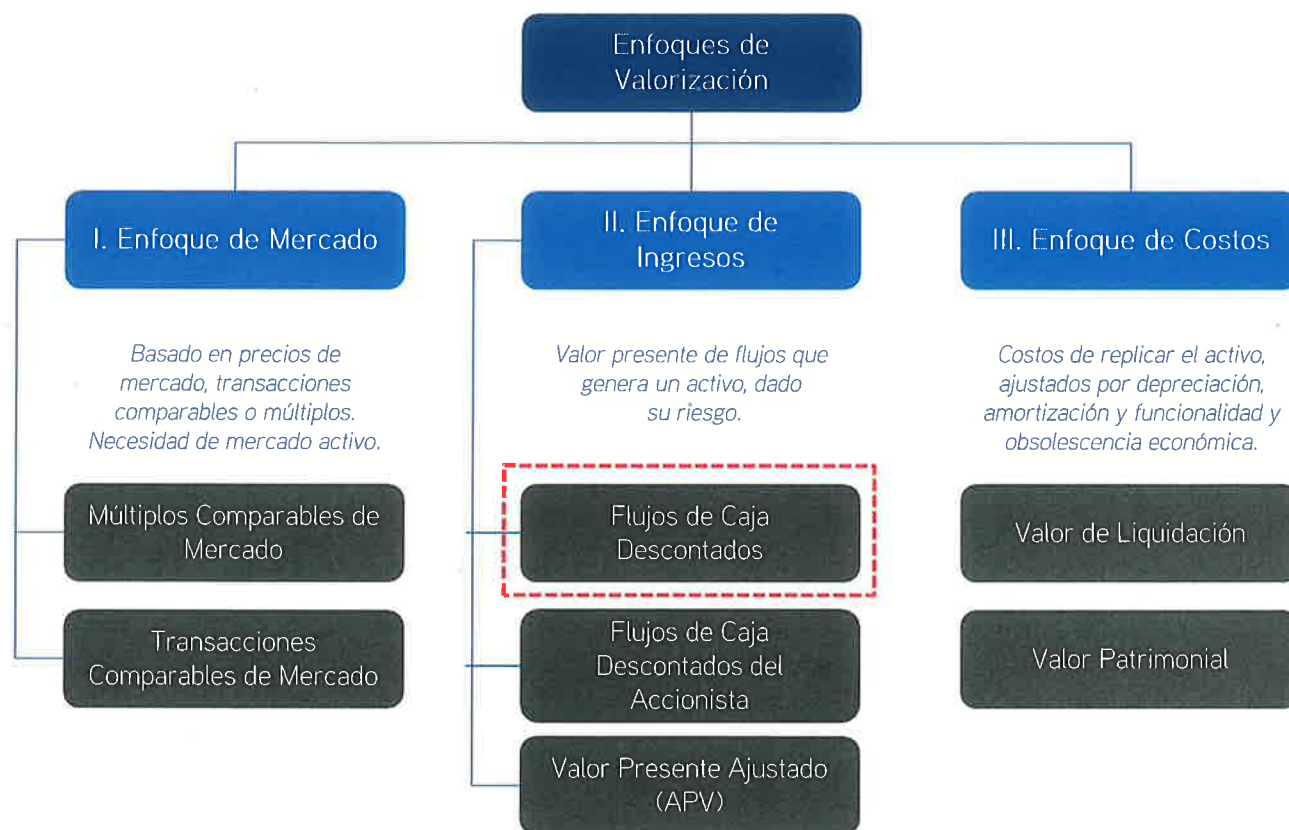 Enfoques de
Valorización
I. Enfoque de Mercado
Basado en precios de
mercado, transacciones
comparables o múltiplos.
Necesidad de mercado activo.
Múltiplos Comparables de
Mercado
Transacciones
Comparables de Mercado
II. Enfoque de
Ingresos
Valor presente de flujos que
genera un activo, dado
su riesgo.
Flujos de Caja
Descontados
Flujos de Caja
Descontados del
Accionista
Valor Presente Ajustado
(APV)
III. Enfoque de Costos
Costos de replicar el activo,
ajustados por depreciación,
amortización y funcionalidad y
obsolescencia económica.
Valor de Liquidación
Valor Patrimonial